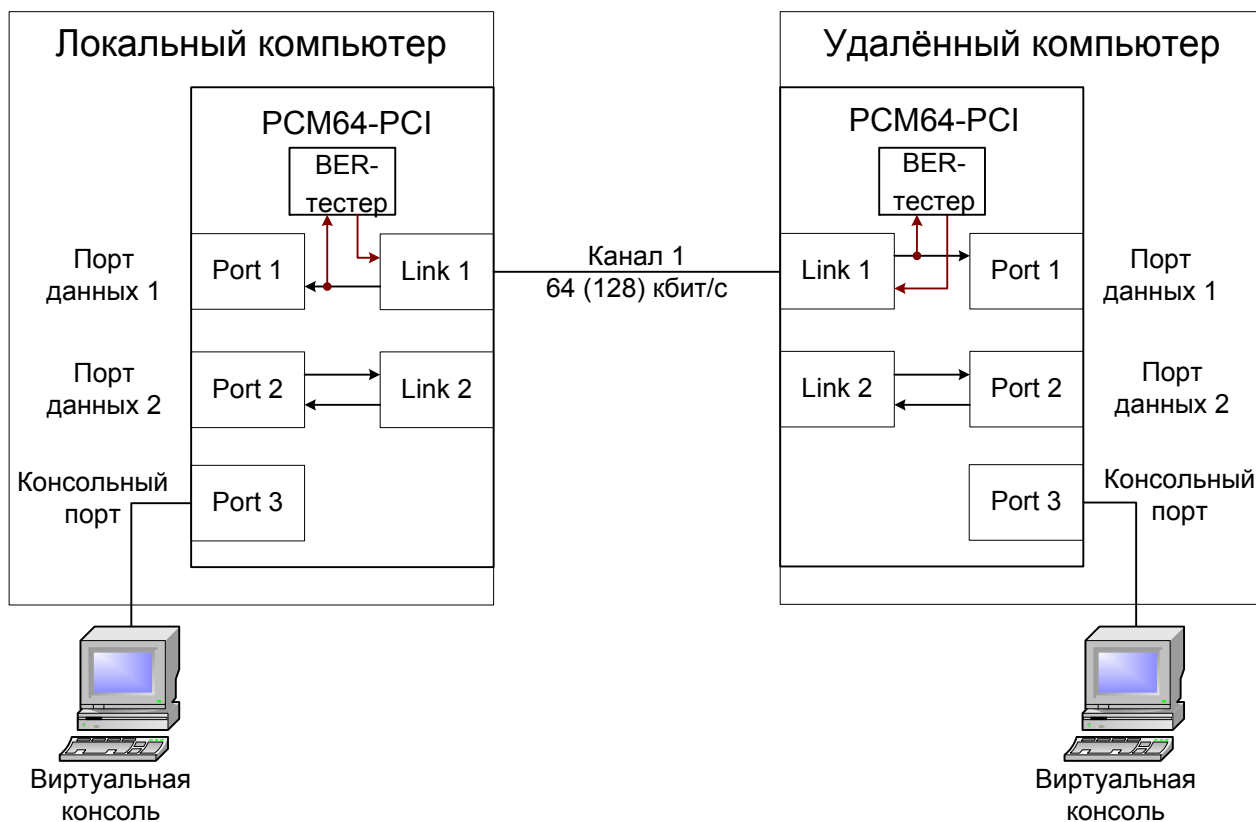 Локальный компьютер
Удалённый компьютер
PCM64-PCI
BER-
тестер
Порт
данных 1
Port 1
Link 1
Канал 1
64 (128) кбит/с
PCM64-PCI
BER-
тестер
Link 1
Port 1
Порт
данных 1
Порт
данных 2
Port 2
Link 2
Link 2
Port 2
Порт
данных 2
Консольный
порт
Port 3
Port 3
Консольный
порт
Виртуальная
консоль
Виртуальная
консоль